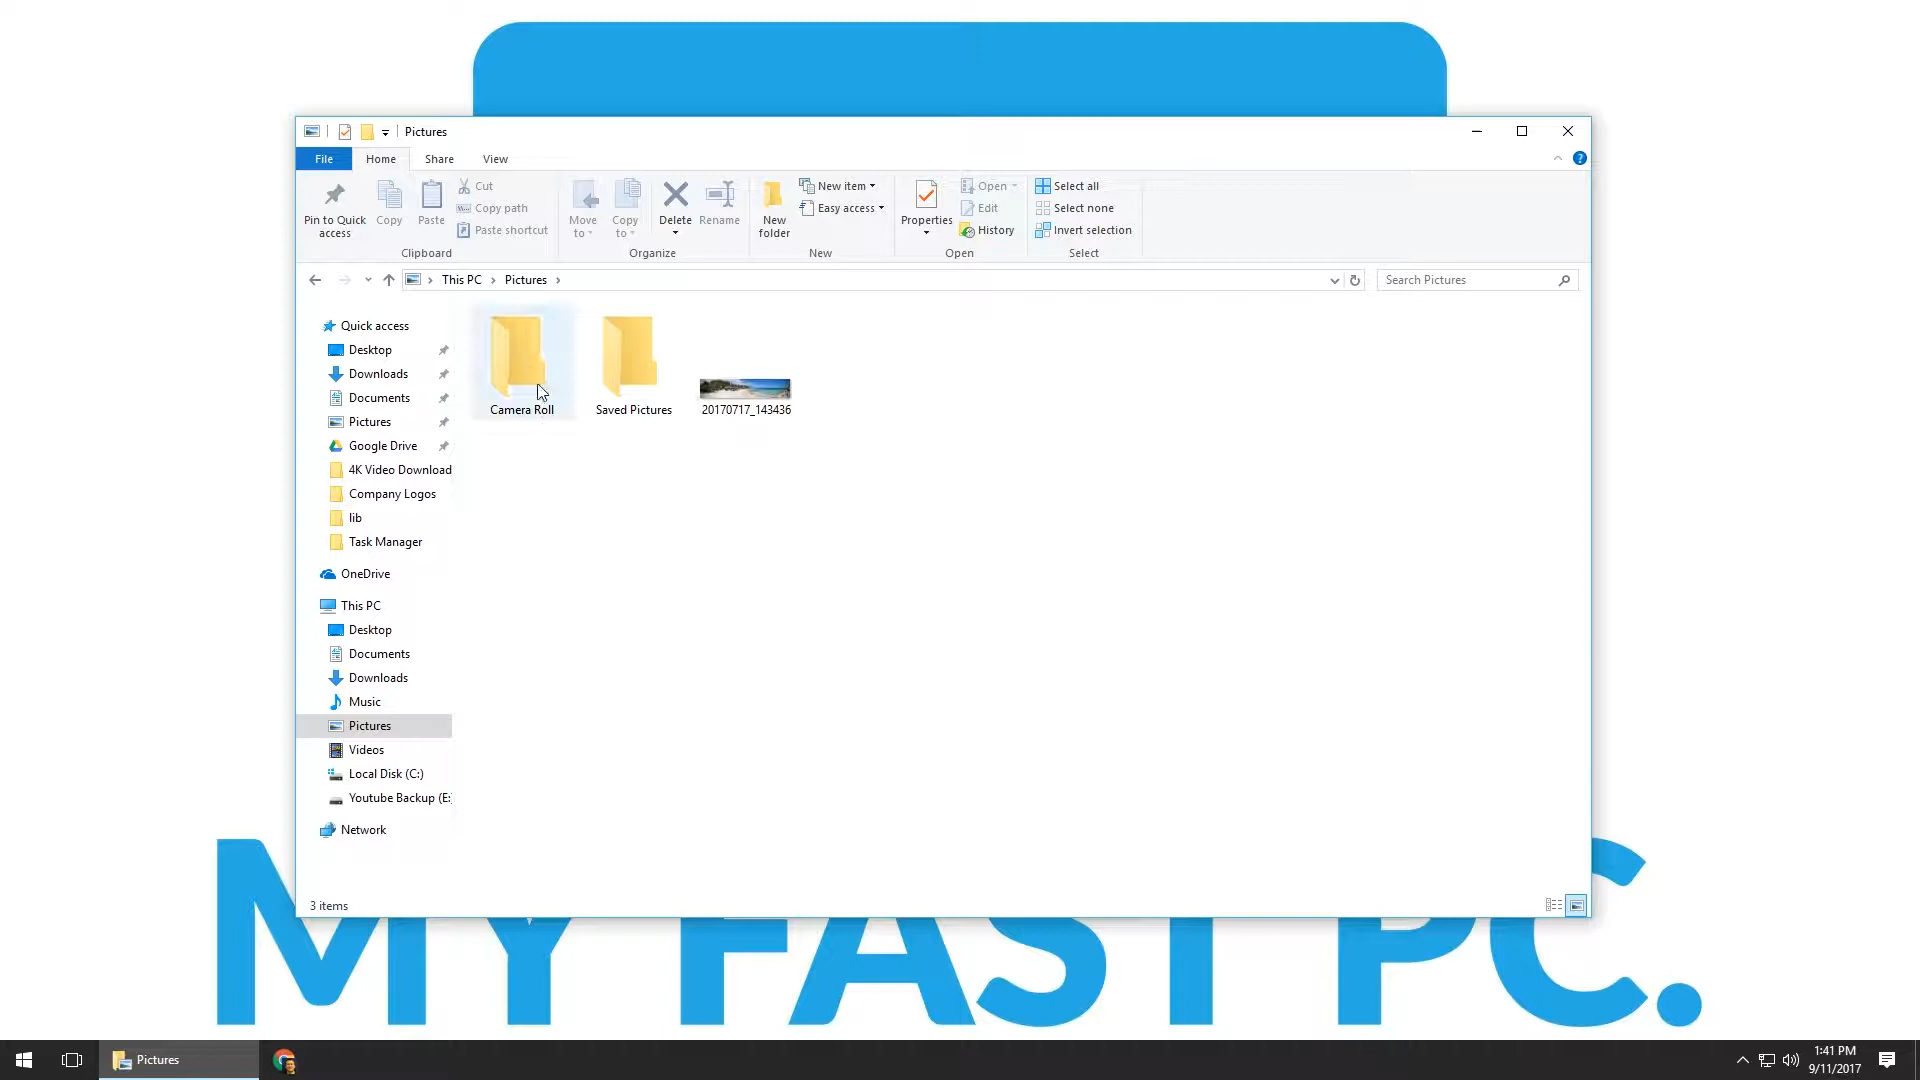 Pictures
File Home Share View
Pin to Quick access
Copy
Paste
Cut
Copy path
Paste shortcut
Clipboard
Move to
Copy to
Delete
Rename
Organize
New folder
New item
Easy access
New
Properties
Open
Edit
History
Open
Select all
Select none
Invert selection
Select
This PC Pictures
Search Pictures
Quick access
Desktop
Downloads
Documents
Pictures
Google Drive
4K Video Download
Company Logos
lib
Task Manager
OneDrive
This PC
Desktop
Documents
Downloads
Music
Pictures
Videos
Local Disk (C:)
Youtube Backup (E:
Network
Camera Roll
Saved Pictures
20170717_143436
3 items
MY FAST PC.
Pictures
1:41 PM
9/11/2017